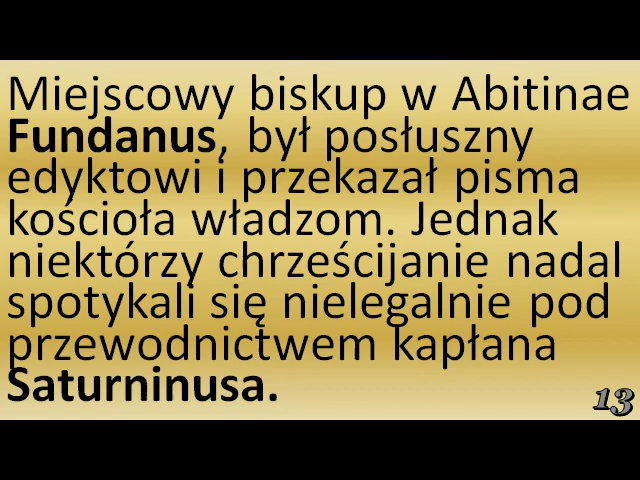 Miejscowy biskup w Abitinae
Fundanus, był posłuszny
edyktowi i przekazał pisma
kościoła władzom. Jednak
niektórzy chrześcijanie nadal
spotykali się nielegalnie pod
przewodnictwem kapłana
Saturninusa.
13